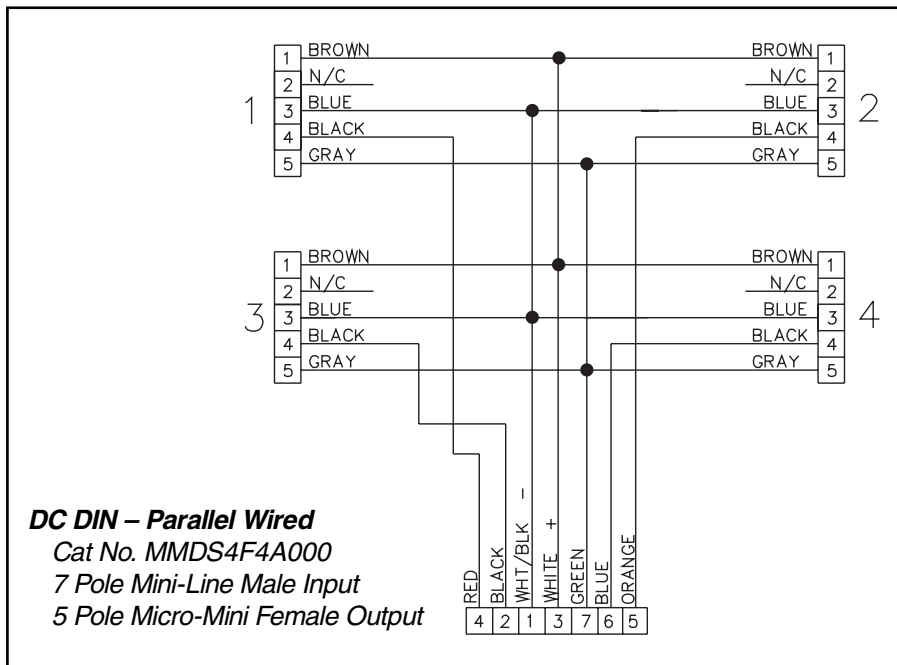 1 BROWN BROWN 1
2 N/C N/C 2
1 3 BLUE BLUE 3 2
4 BLACK BLACK 4
5 GRAY GRAY 5
1 BROWN BROWN 1
2 N/C N/C 2
3 3 BLUE BLUE 3 4
4 BLACK BLACK 4
5 GRAY GRAY 5
DC DIN – Parallel Wired
Cat No. MMDS4F4A000
7 Pole Mini-Line Male Input
5 Pole Micro-Mini Female Output
RED BLACK WHT/BLK - WHITE + GREEN BLUE ORANGE
4 2 1 3 7 6 5